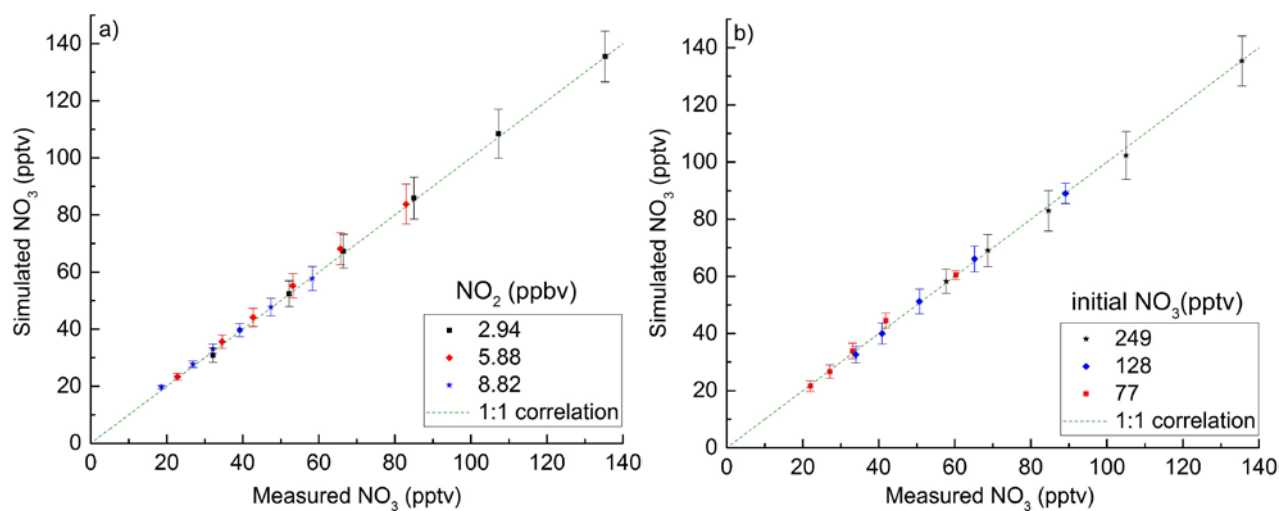 a)
Simulated NO3 (pptv)
140
120
100
80
60
40
20
0
NO2 (ppbv)
2.94
5.88
8.82
1:1 correlation
0 20 40 60 80 100 120 140
Measured NO3 (pptv)
b)
Simulated NO3 (pptv)
140
120
100
80
60
40
20
0
initial NO3(pptv)
249
128
77
1:1 correlation
0 20 40 60 80 100 120 140
Measured NO3 (pptv)